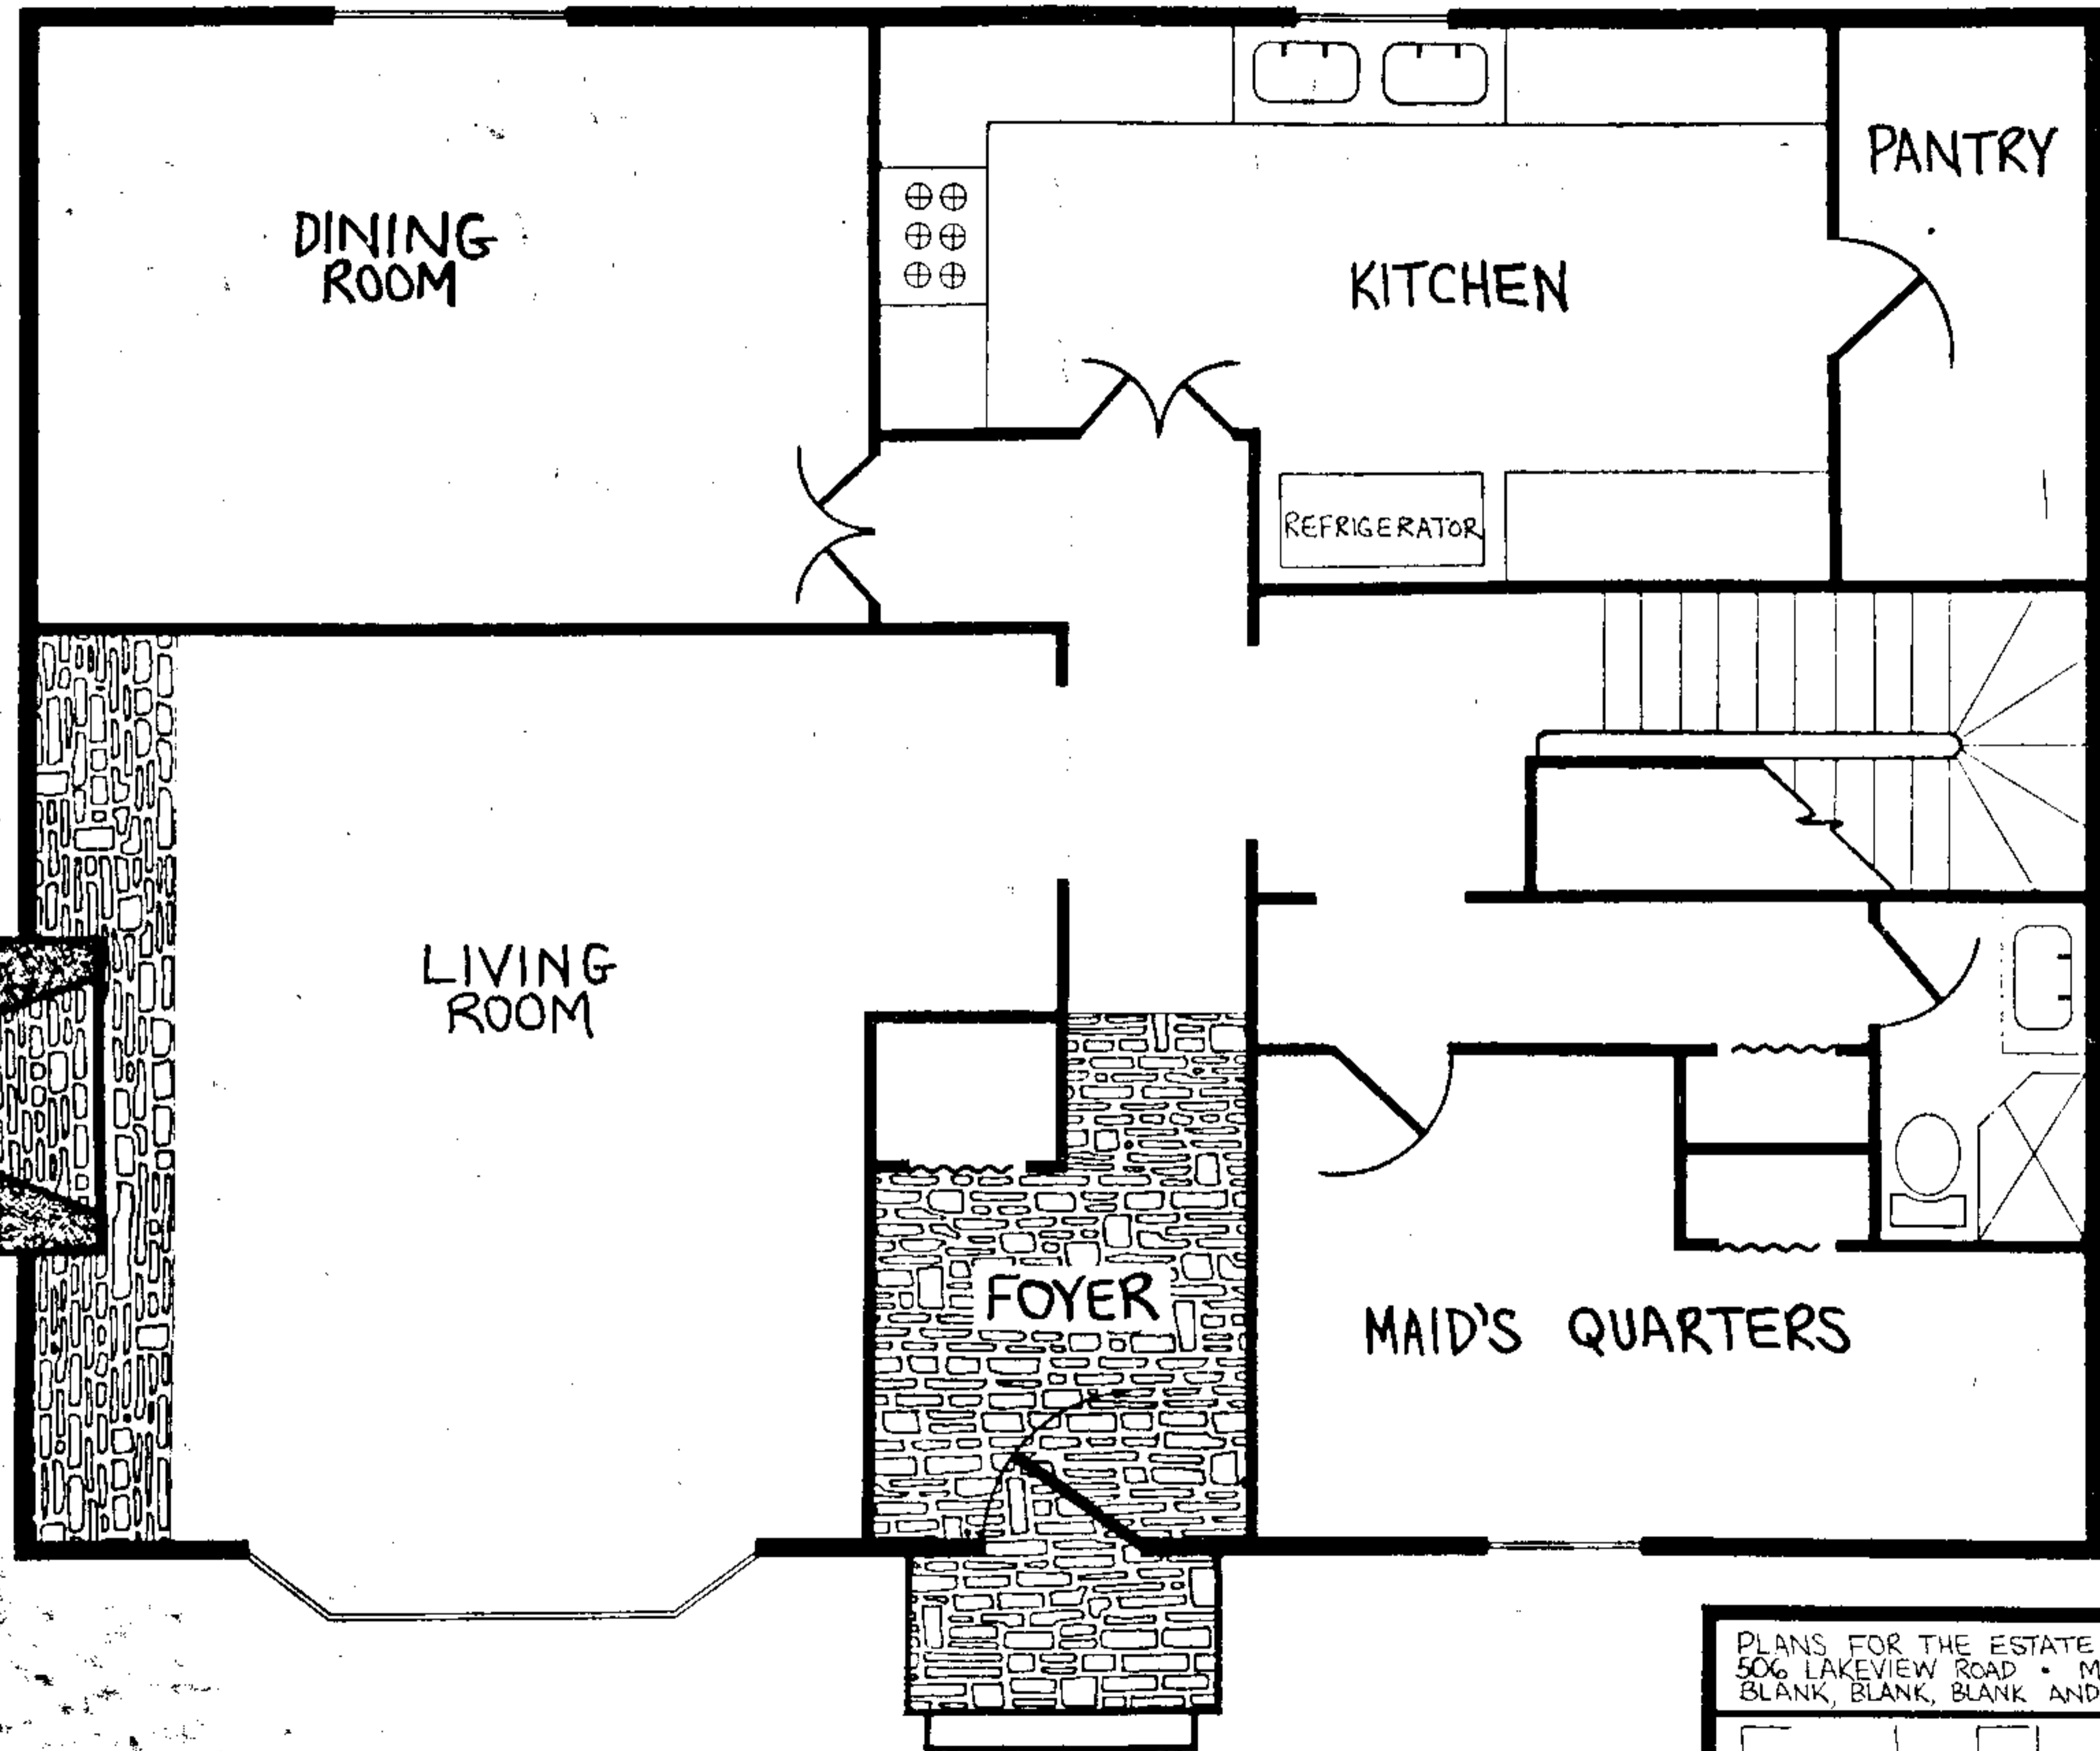 DINING
ROOM
KITCHEN
PANTRY
REFRIGERATOR
LIVING
ROOM
FOYER
MAID'S QUARTERS
PLANS FOR THE ESTATE
506 LAKEVIEW ROAD • M
BLANK, BLANK, BLANK AND